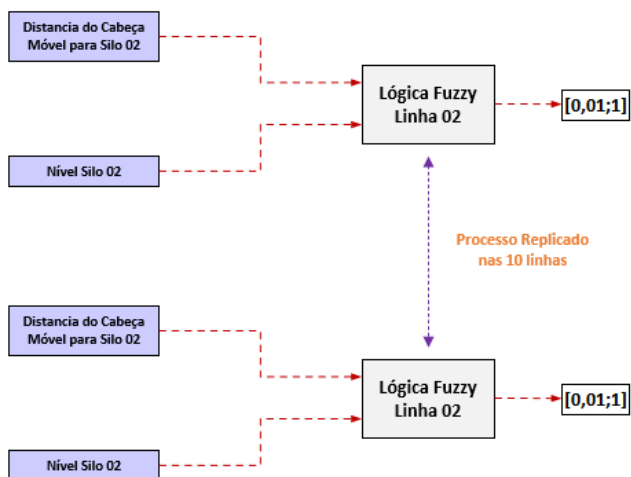 Distancia do Cabeça
Móvel para Silo 02
Lógica Fuzzy
Linha 02
[0,01;1]
Nível Silo 02
Processo Replicado
nas 10 linhas
Distancia do Cabeça
Móvel para Silo 02
Lógica Fuzzy
Linha 02
[0,01;1]
Nível Silo 02